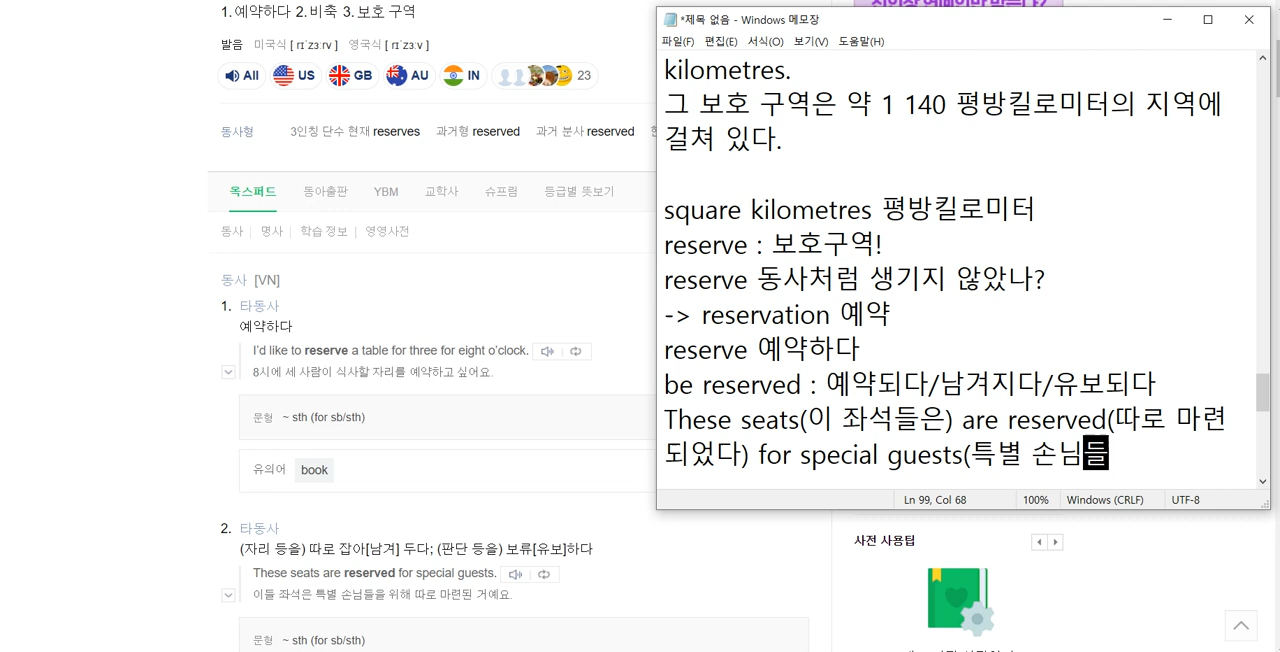 1.예약하다 2.비축 3.보호 구역
발음 미국식 [ rɪˈzɜːrv ] 영국식 [ rɪˈzɜːv ]
All US GB AU IN 23
동사형 3인칭 단수 현재 reserves 과거형 reserved 과거 분사 reserved
옥스퍼드 동아출판 YBM 교학사 슈프림 등급별 뜻보기
동사 명사 학습 정보 영영사전
동사 [VN]
1. 타동사
예약하다
I'd like to reserve a table for three for eight o'clock.
8시에 세 사람이 식사할 자리를 예약하고 싶어요.
문형 ~ sth (for sb/sth)
유의어 book
2. 타동사
(자리 등을) 따로 잡아[남겨] 두다; (판단 등을) 보류[유보]하다
These seats are reserved for special guests.
이들 좌석은 특별 손님들을 위해 따로 마련된 거예요.
문형 ~ sth (for sb/sth)
*제목 없음 - Windows 메모장
파일(F) 편집(E) 서식(O) 보기(V) 도움말(H)
kilometres.
그 보호 구역은 약 1 140 평방킬로미터의 지역에
걸쳐 있다.
square kilometres 평방킬로미터
reserve : 보호구역!
reserve 동사처럼 생기지 않았나?
-> reservation 예약
reserve 예약하다
be reserved : 예약되다/남겨지다/유보되다
These seats(이 좌석들은) are reserved(따로 마련
되었다) for special guests(특별 손님들
Ln 99, Col 68 100% Windows (CRLF) UTF-8
사전 사용팁